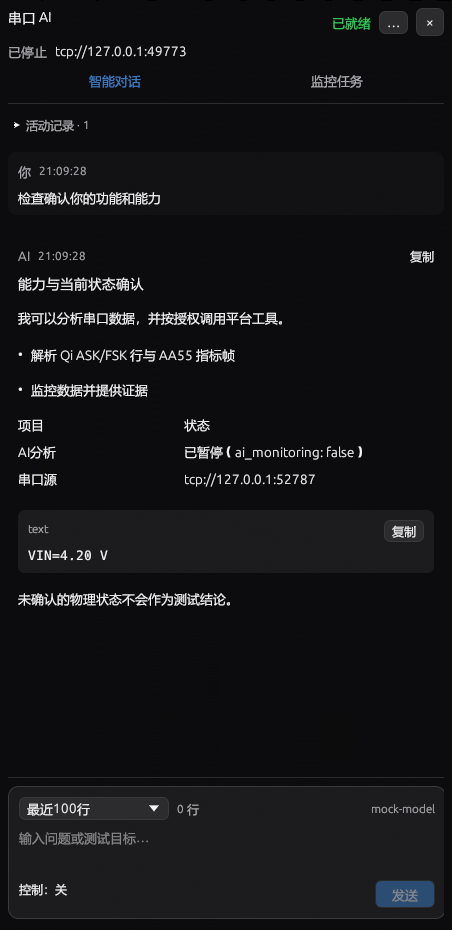 串口 AI
已就绪 … ×
已停止 tcp://127.0.0.1:49773
智能对话 监控任务
▸ 活动记录 · 1
你 21:09:28
检查确认你的功能和能力
AI 21:09:28 复制
能力与当前状态确认
我可以分析串口数据，并按授权调用平台工具。
• 解析 Qi ASK/FSK 行与 AA55 指标帧
• 监控数据并提供证据
项目 状态
AI分析 已暂停 ( ai_monitoring: false )
串口源 tcp://127.0.0.1:52787
text 复制
VIN=4.20 V
未确认的物理状态不会作为测试结论。
最近100行 0 行 mock-model
输入问题或测试目标…
控制: 关 发送